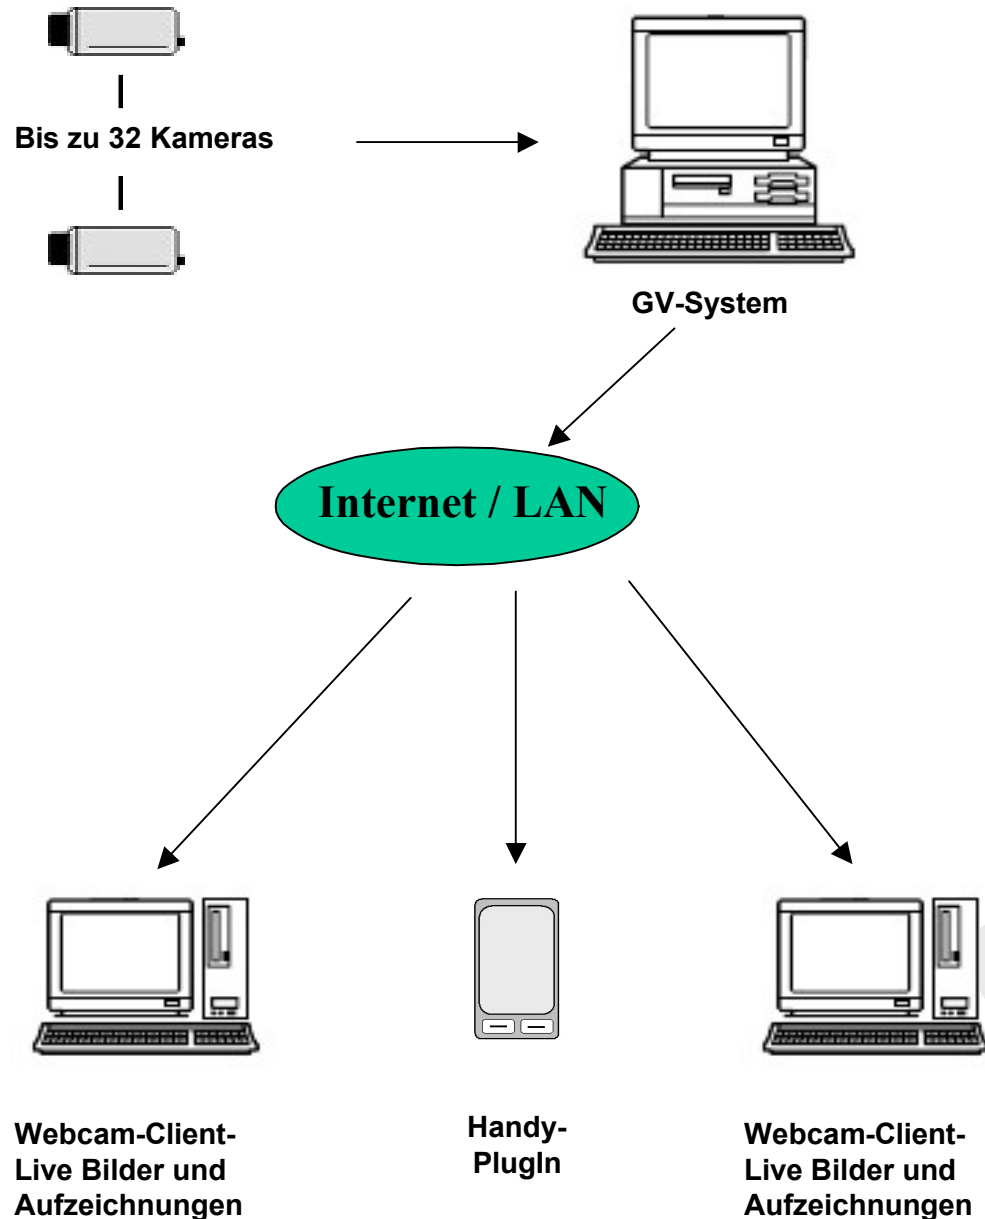 Bis zu 32 Kameras
GV-System
Internet / LAN
Webcam-Client-
Live Bilder und
Aufzeichnungen
Handy-
PlugIn
Webcam-Client-
Live Bilder und
Aufzeichnungen